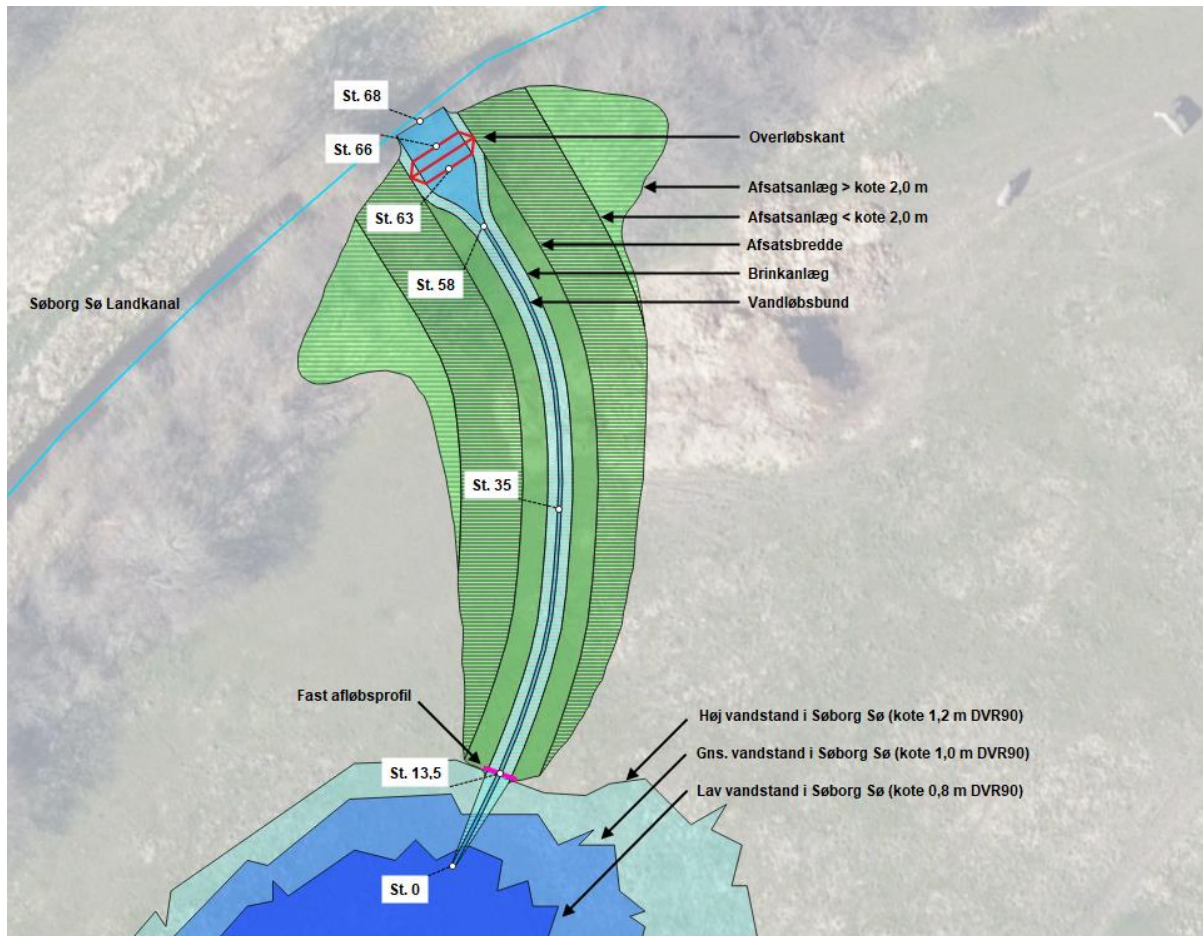 St. 68
Overløbskant
St. 66
Afsatsanlæg > kote 2,0 m
St. 63
Afsatsanlæg < kote 2,0 m
Afsatsbredde
Brinkanlæg
St. 58
Vandløbsbund
Søborg Sø Landkanal
St. 35
Fast afløbsprofil
Høj vandstand i Søborg Sø (kote 1,2 m DVR90)
Gns. vandstand i Søborg Sø (kote 1,0 m DVR90)
St. 13,5
Lav vandstand i Søborg Sø (kote 0,8 m DVR90)
St. 0